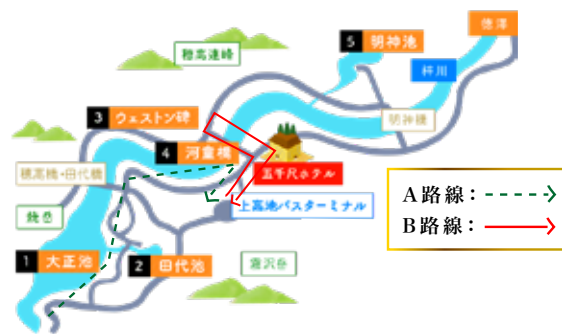 徳澤
5 明神池
穂高連峰
梓川
3 ウェストン碑
明神橋
4 河童橋
穂高橋・田代橋
五千尺ホテル
上高地バスターミナル
焼岳
1 大正池
2 田代池
霞沢岳
A路線：
B路線：